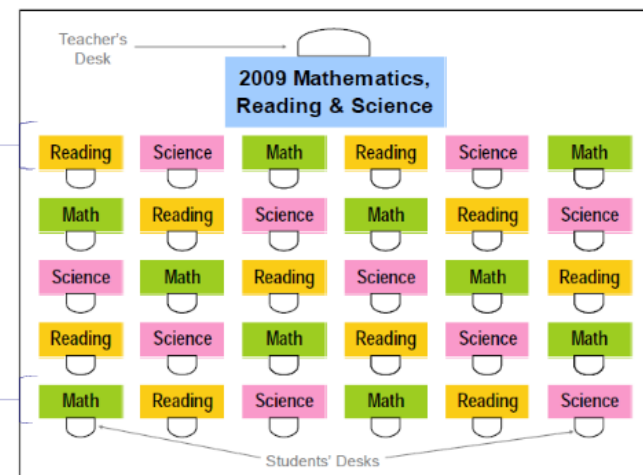 Teacher's
Desk
2009 Mathematics,
Reading & Science
Reading Science Math Reading Science Math
Math Reading Science Math Reading Science
Science Math Reading Science Math Reading
Reading Science Math Reading Science Math
Math Reading Science Math Reading Science
Students' Desks